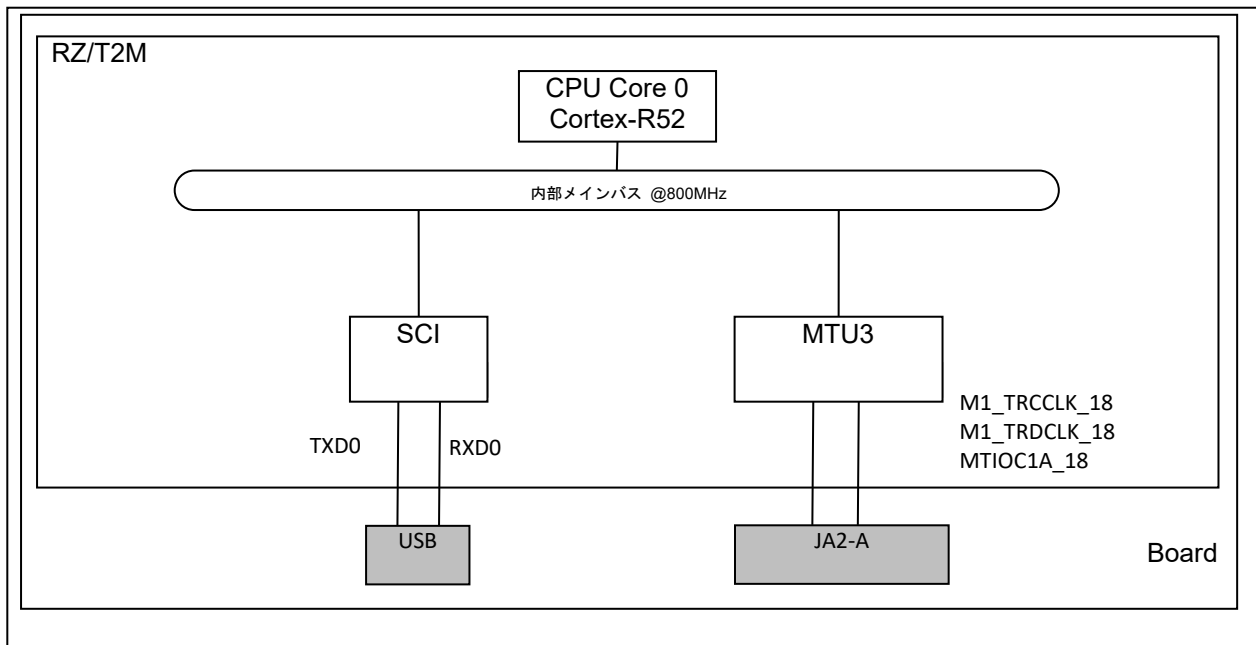 RZ/T2M
CPU Core 0
Cortex-R52
内部メインバス @800MHz
SCI
MTU3
M1_TRCCLK_18
M1_TRDCLK_18
MTIOC1A_18
TXD0
RXD0
USB
JA2-A
Board